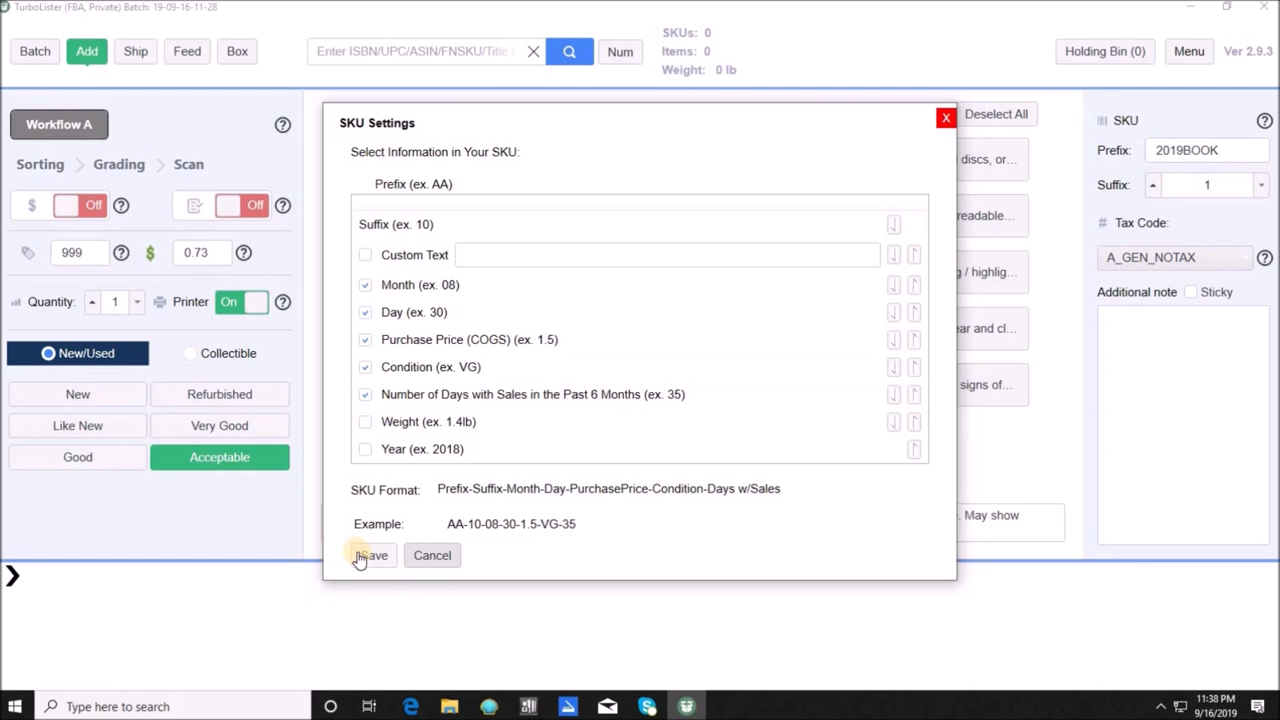 TurboLister (FBA, Private) Batch: 19-09-16-11-28
Batch
Add
Ship
Feed
Box
Enter ISBN/UPC/ASIN/FNSKU/Title
Num
SKUs: 0
Items: 0
Weight: 0 lb
Holding Bin (0)
Menu
Ver 2.9.3
Workflow A
Sorting
Grading
Scan
$
Off
Off
999
$
0.73
Quantity:
1
Printer
On
New/Used
Collectible
New
Refurbished
Like New
Very Good
Good
Acceptable
SKU Settings
X
Select Information in Your SKU:
Prefix (ex. AA)
Suffix (ex. 10)
Custom Text
Month (ex. 08)
Day (ex. 30)
Purchase Price (COGS) (ex. 1.5)
Condition (ex. VG)
Number of Days with Sales in the Past 6 Months (ex. 35)
Weight (ex. 1.4lb)
Year (ex. 2018)
SKU Format: Prefix-Suffix-Month-Day-PurchasePrice-Condition-Days w/Sales
Example: AA-10-08-30-1.5-VG-35
Save
Cancel
Deselect All
discs, or...
readable...
g / highlig...
ear and cl...
signs of...
e. May show
SKU
Prefix:
2019BOOK
Suffix:
1
# Tax Code:
A_GEN_NOTAX
Additional note
Sticky
Type here to search
11:38 PM
9/16/2019